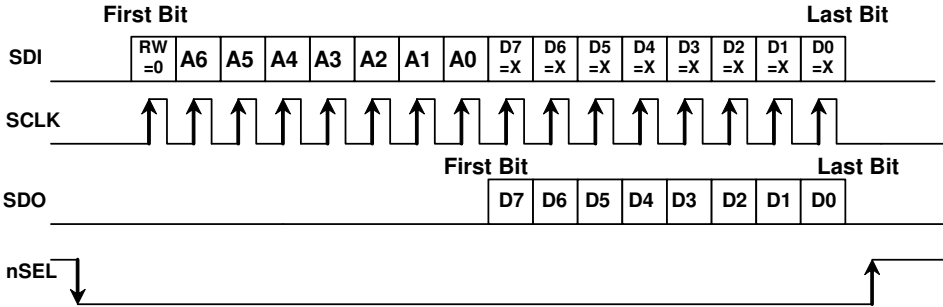 First Bit Last Bit
SDI RW =0 A6 A5 A4 A3 A2 A1 A0 D7 =X D6 =X D5 =X D4 =X D3 =X D2 =X D1 =X D0 =X
SCLK
First Bit Last Bit
SDO D7 D6 D5 D4 D3 D2 D1 D0
nSEL